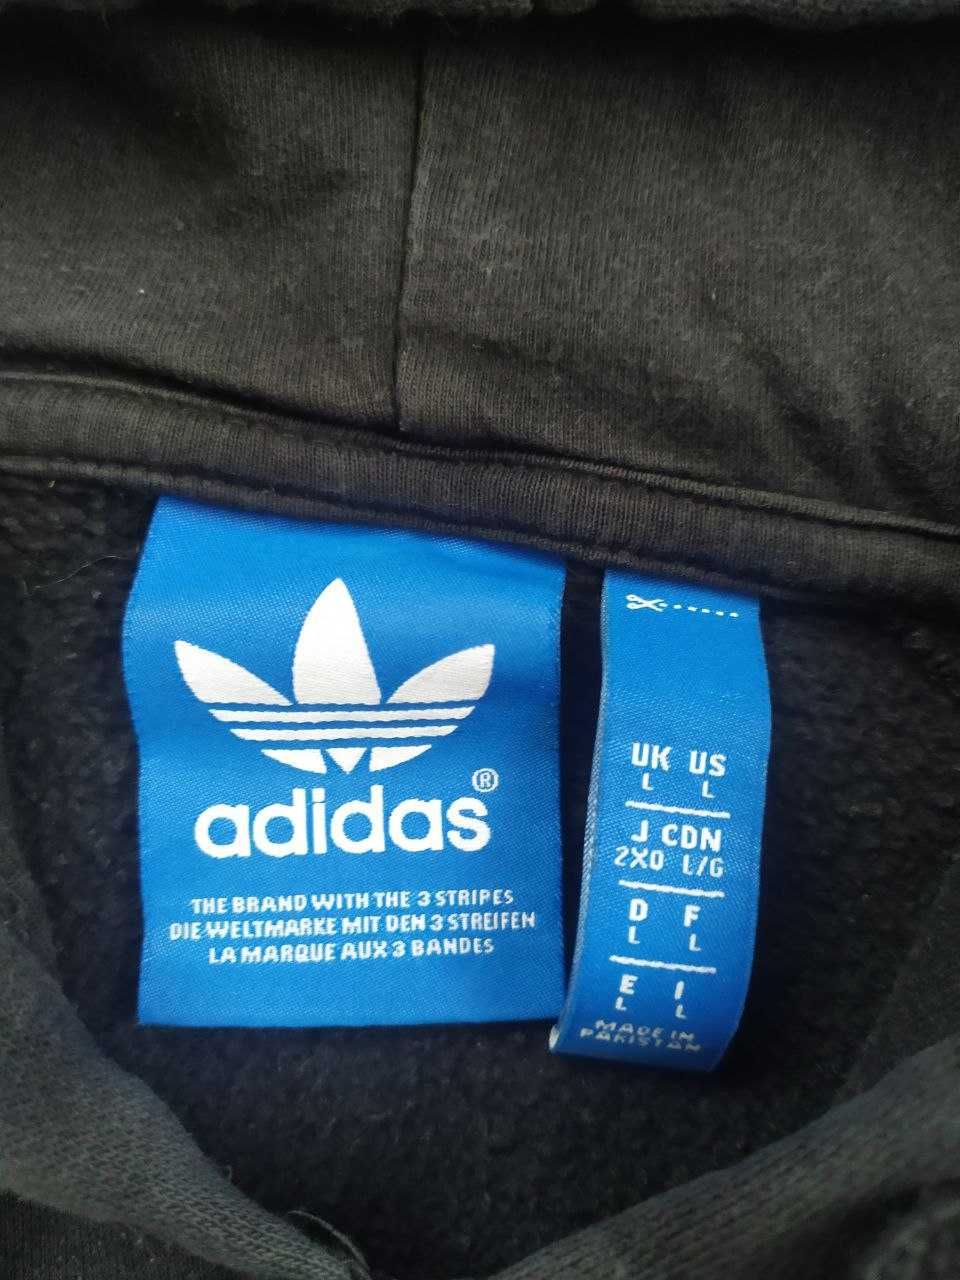 adidas®
THE BRAND WITH THE 3 STRIPES
DIE WELTMARKE MIT DEN 3 STREIFEN
LA MARQUE AUX 3 BANDES
UK US
L L
J CDN
2XO L/G
D F
L L
E I
L L
MADE IN
PAKISTAN